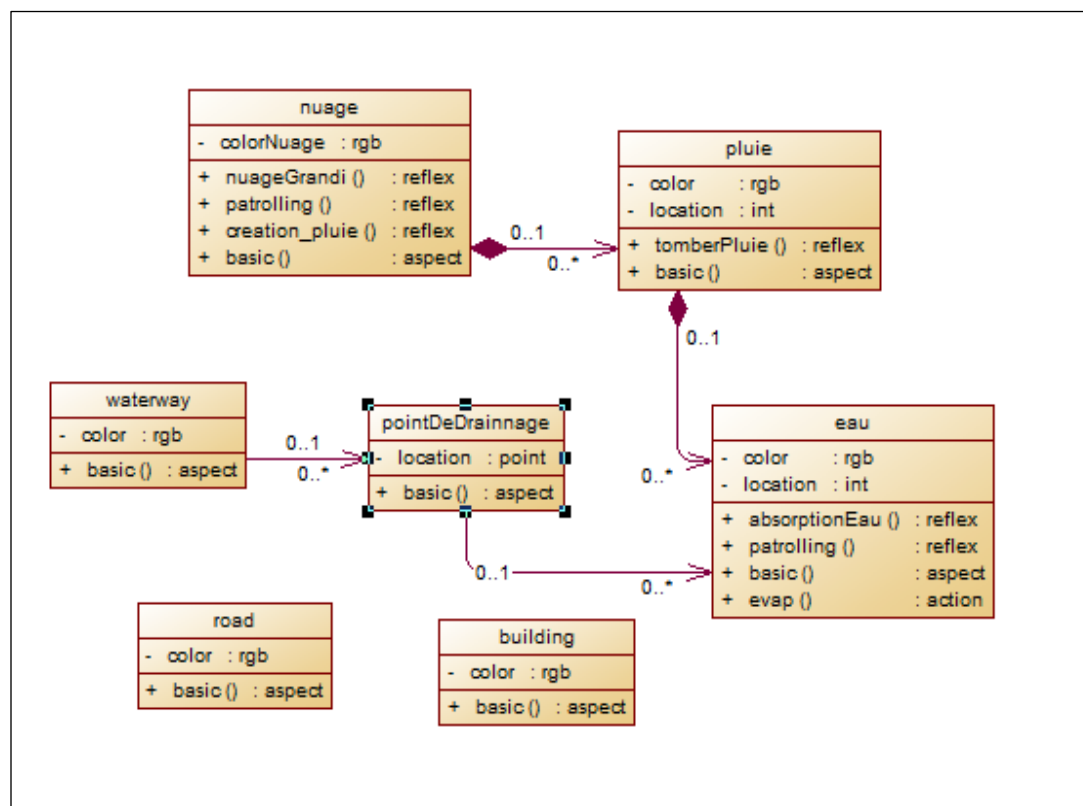 nuage
- colorNuage : rgb
+ nuageGrandi () : reflex
+ patrolling () : reflex
+ creation_pluie () : reflex
+ basic () : aspect
0..1
0..*
pluie
- color : rgb
- location : int
+ tomberPluie () : reflex
+ basic () : aspect
0..1
0..*
waterway
- color : rgb
+ basic () : aspect
0..1
0..*
pointDeDrainnage
- location : point
+ basic () : aspect
0..1
0..*
eau
- color : rgb
- location : int
+ absorptionEau () : reflex
+ patrolling () : reflex
+ basic () : aspect
+ evap () : action
road
- color : rgb
+ basic () : aspect
building
- color : rgb
+ basic () : aspect